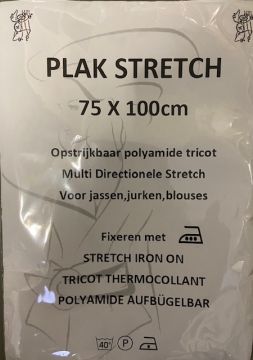 PLAK STRETCH
75 X 100cm
Opstrijkbaar polyamide tricot
Multi Directionele Stretch
Voor jassen,jurken,blouses
Fixeren met
STRETCH IRON ON
TRICOT THERMOCOLLANT
POLYAMIDE AUFBÜGELBAR
40° P